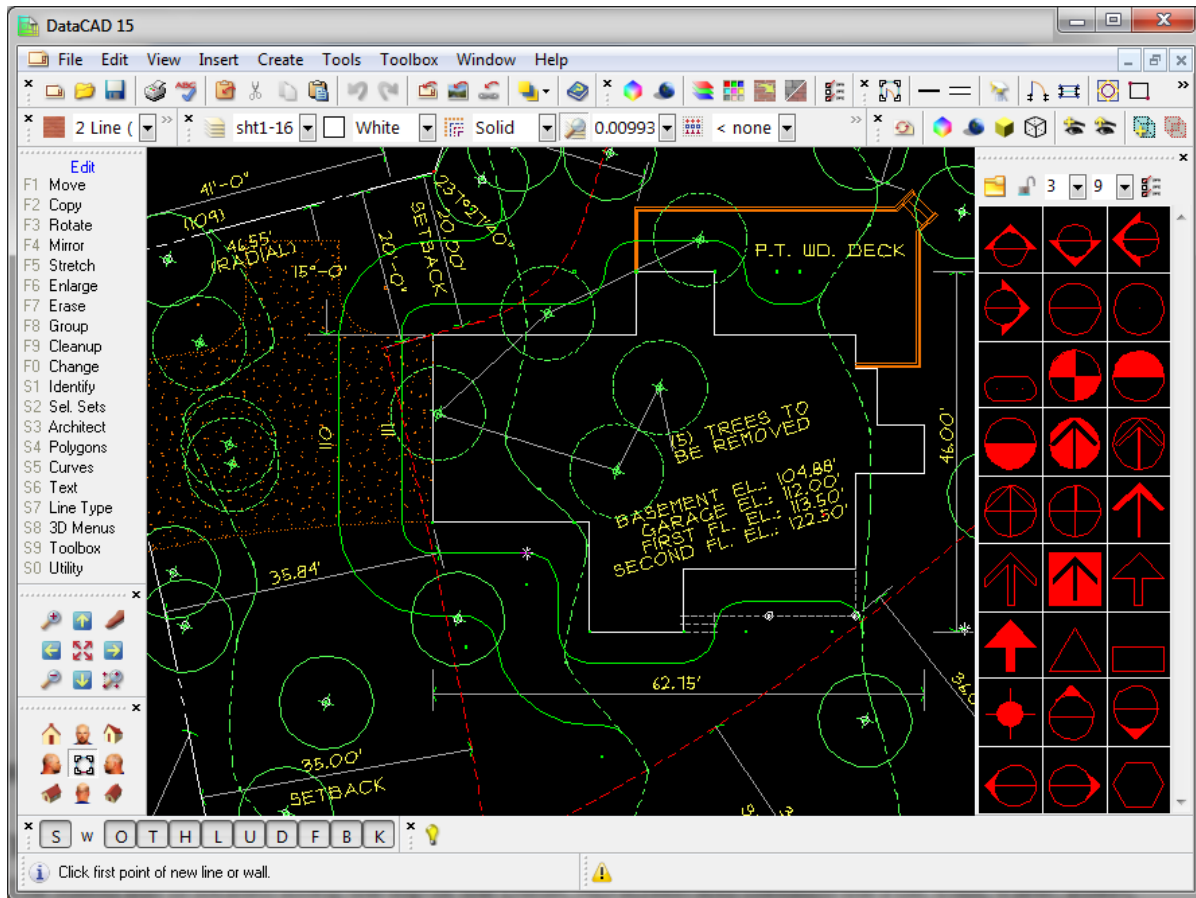 DataCAD 15
File Edit View Insert Create Tools Toolbox Window Help
2 Line ( sht1-16 White Solid 0.00993 < none
Edit
F1 Move
F2 Copy
F3 Rotate
F4 Mirror
F5 Stretch
F6 Enlarge
F7 Erase
F8 Group
F9 Cleanup
F0 Change
S1 Identify
S2 Sel. Sets
S3 Architect
S4 Polygons
S5 Curves
S6 Text
S7 Line Type
S8 3D Menus
S9 Toolbox
S0 Utility
3 9
41'-0"
(109)
46.55'
(RADIAL)
15'-0"
20'-0"
20.00'
SETBACK
P.T. WD. DECK
110
111
(5) TREES TO
BE REMOVED
BASEMENT EL.: 104.88'
GARAGE EL.: 112.00'
FIRST FL. EL.: 113.50'
SECOND FL. EL.: 122.50'
46.00'
35.84'
62.75'
35.00'
SETBACK
S W O T H L U D F B K
Click first point of new line or wall.